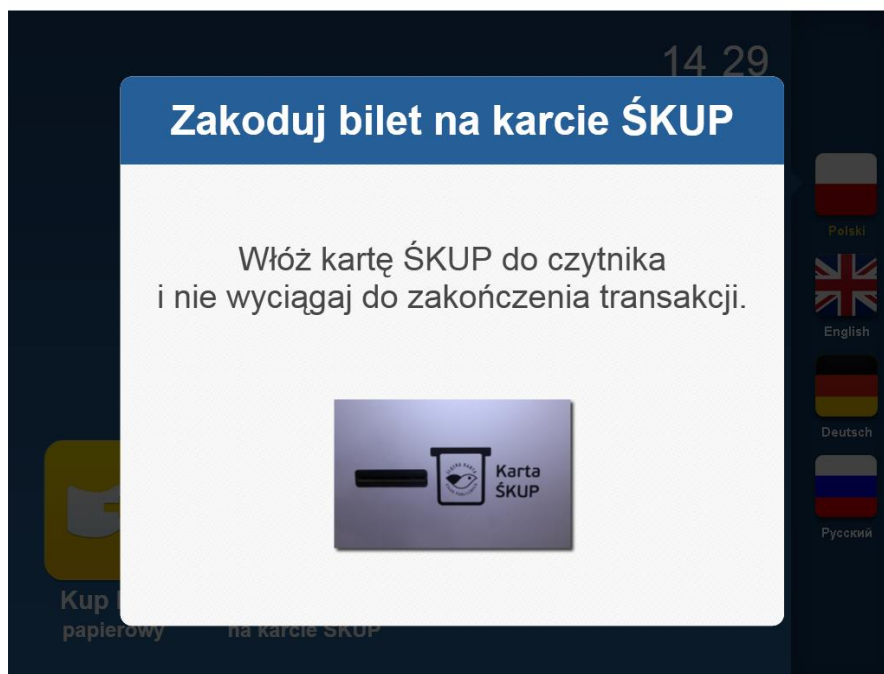 14 29
Zakoduj bilet na karcie ŚKUP
Włóż kartę ŚKUP do czytnika
i nie wyciągaj do zakończenia transakcji.
Karta
ŚKUP
Polski
English
Deutsch
Русский
Kup
papierowy
na karcie ŚKUP